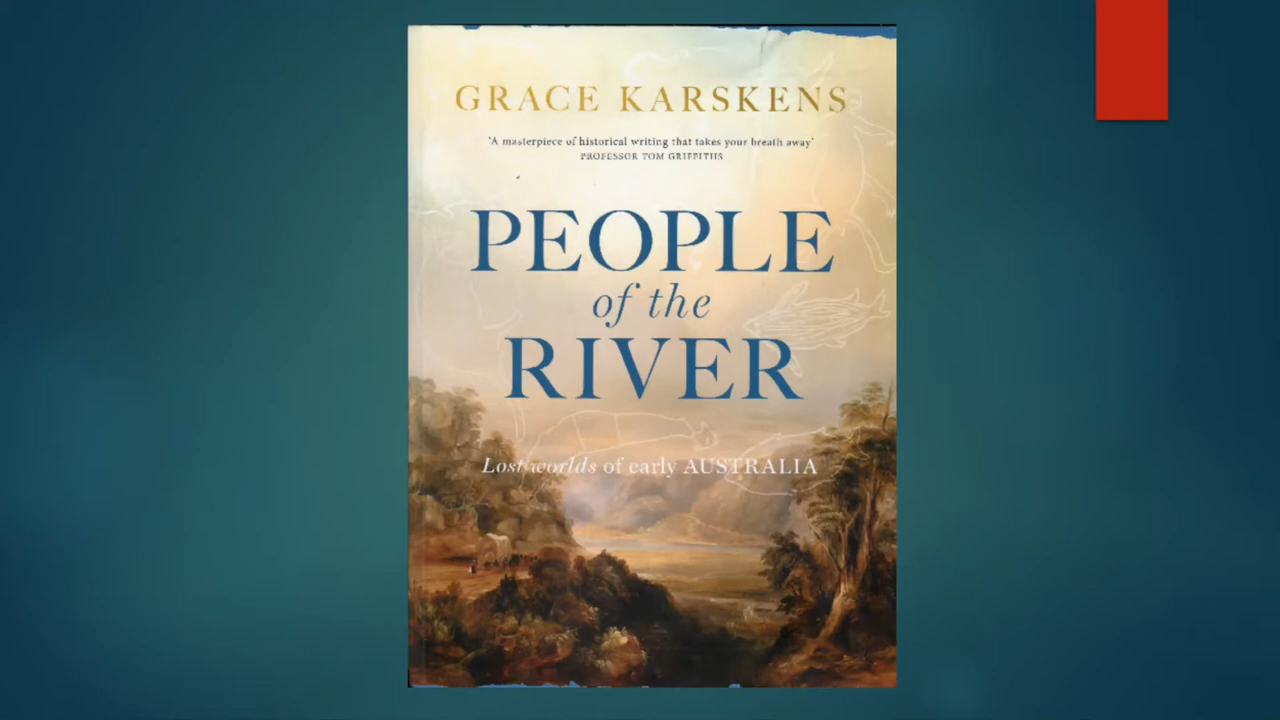 GRACE KARSKENS
'A masterpiece of historical writing that takes your breath away'
PROFESSOR TOM GRIFFITHS
PEOPLE
of the
RIVER
Lost worlds of early AUSTRALIA